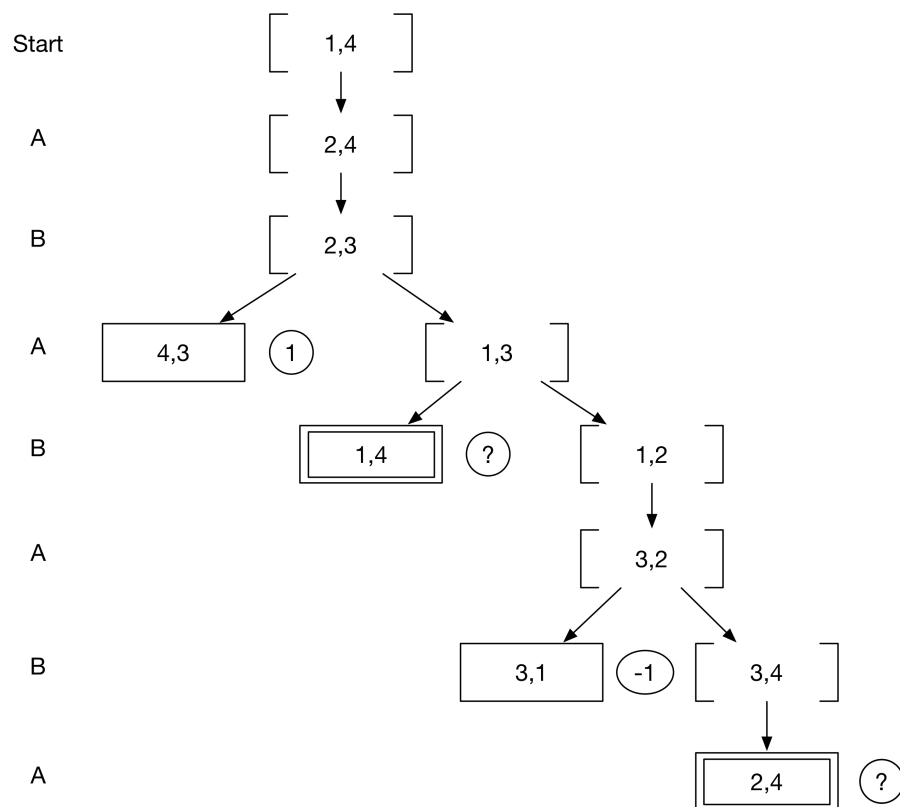 Start 1,4
A 2,4
B 2,3
A 4,3 1 1,3
B 1,4 ? 1,2
A 3,2
B 3,1 -1 3,4
A 2,4 ?